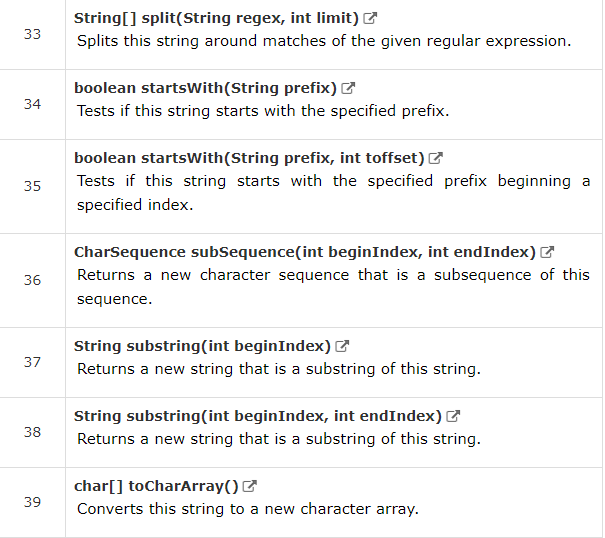 33
String[] split(String regex, int limit)
Splits this string around matches of the given regular expression.
34
boolean startsWith(String prefix)
Tests if this string starts with the specified prefix.
35
boolean startsWith(String prefix, int toffset)
Tests if this string starts with the specified prefix beginning a
specified index.
36
CharSequence subSequence(int beginIndex, int endIndex)
Returns a new character sequence that is a subsequence of this
sequence.
37
String substring(int beginIndex)
Returns a new string that is a substring of this string.
38
String substring(int beginIndex, int endIndex)
Returns a new string that is a substring of this string.
39
char[] toCharArray()
Converts this string to a new character array.